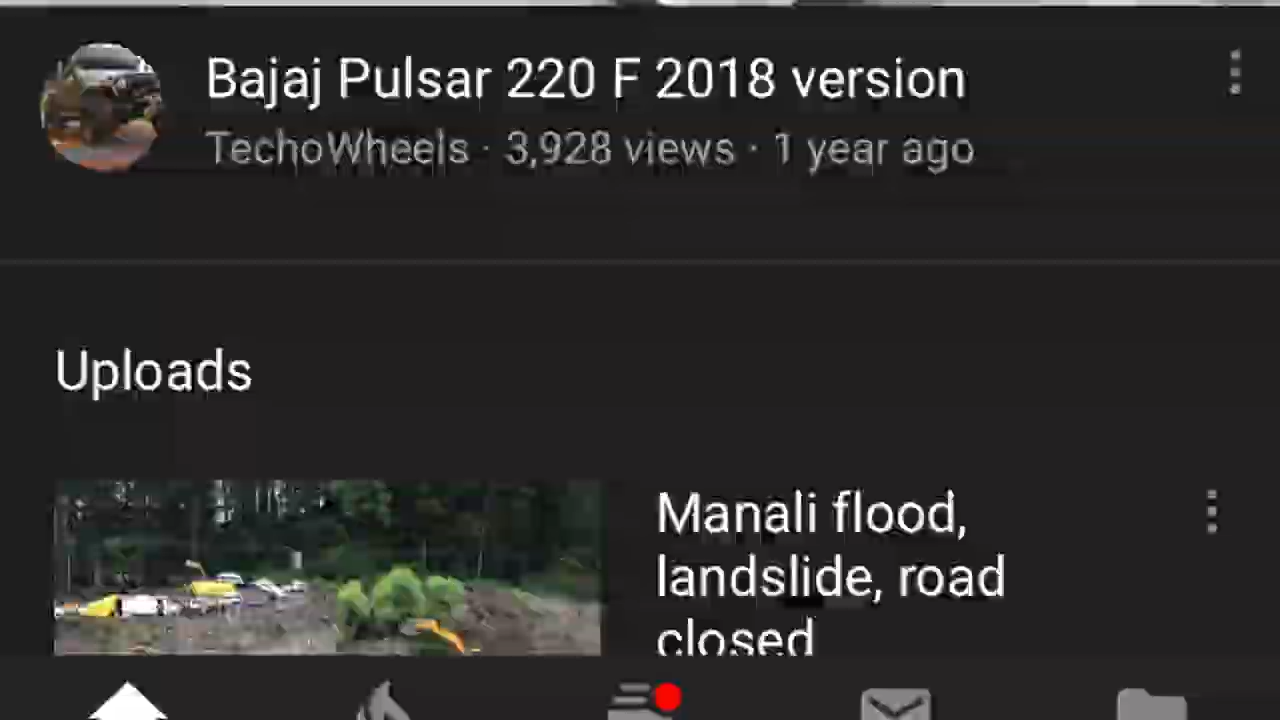 Bajaj Pulsar 220 F 2018 version
TechoWheels · 3,928 views · 1 year ago
Uploads
Manali flood,
landslide, road
closed